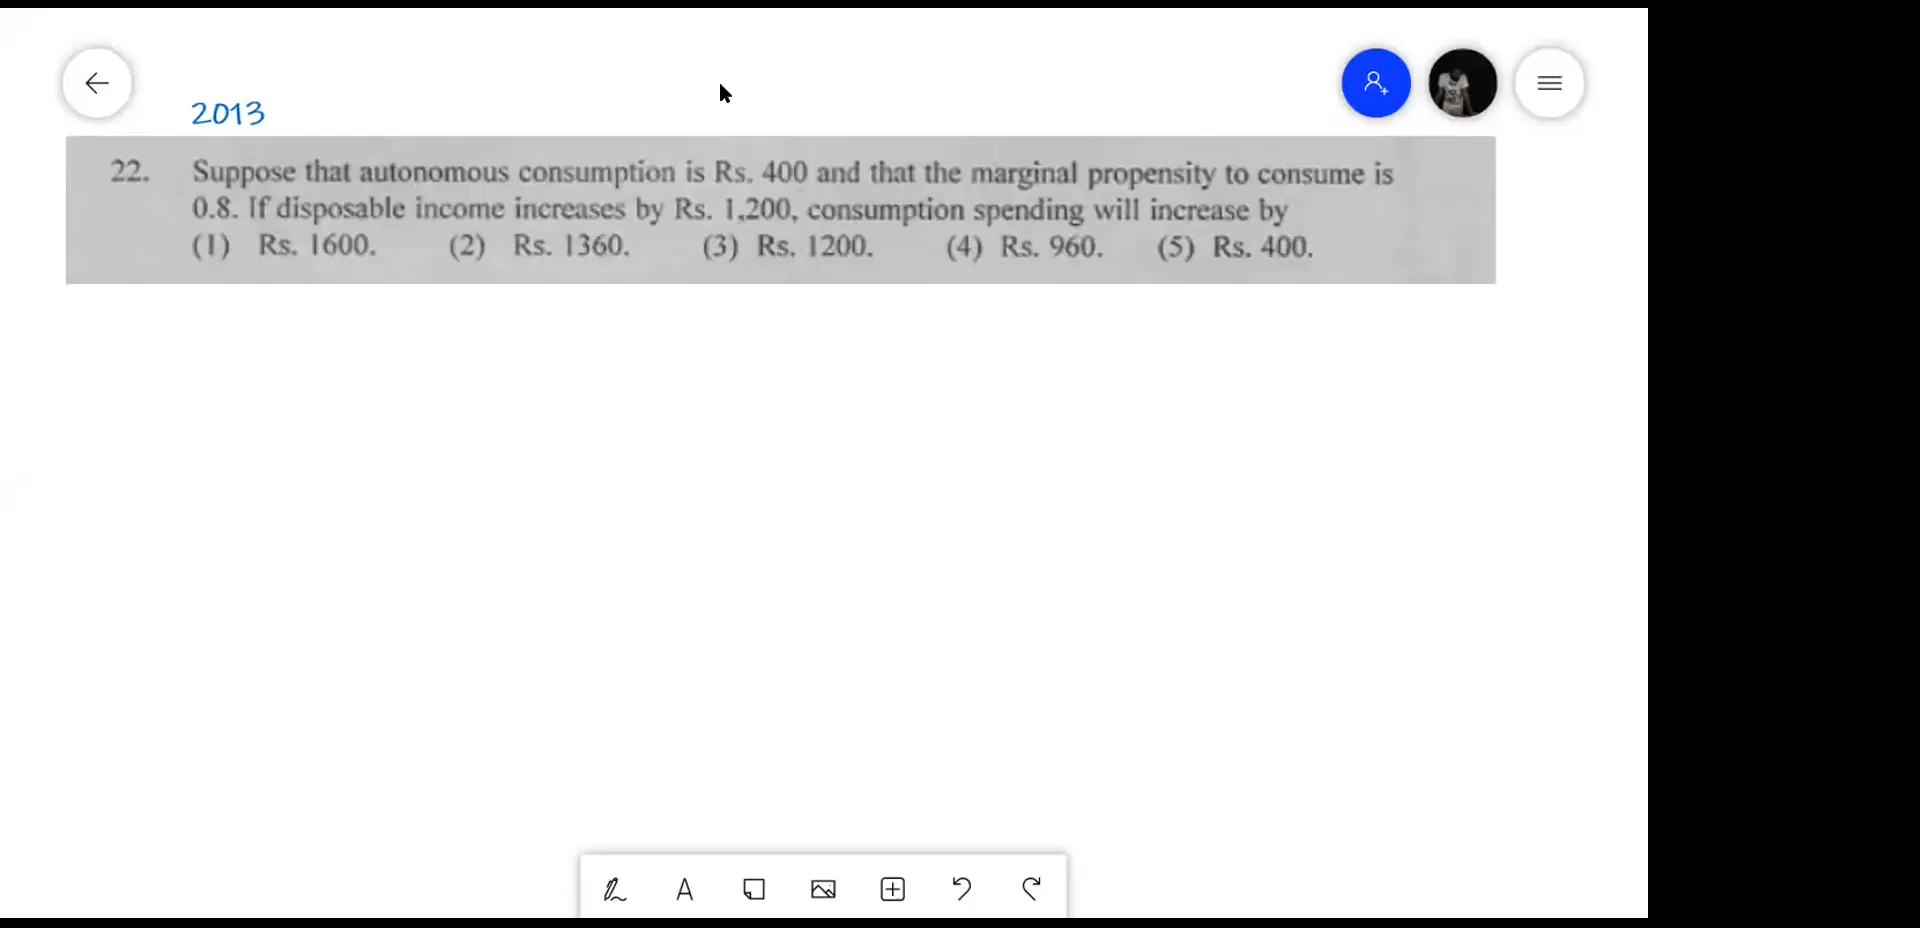 2013
22. Suppose that autonomous consumption is Rs. 400 and that the marginal propensity to consume is
0.8. If disposable income increases by Rs. 1,200, consumption spending will increase by
(1) Rs. 1600. (2) Rs. 1360. (3) Rs. 1200. (4) Rs. 960. (5) Rs. 400.
A